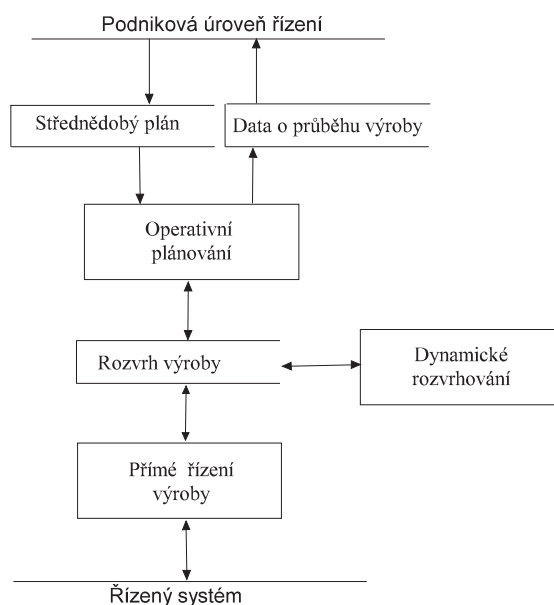 Podniková úroveň řízení
Střednědobý plán
Data o průběhu výroby
Operativní
plánování
Rozvrh výroby
Dynamické
rozvrhování
Přímé řízení
výroby
Řízený systém